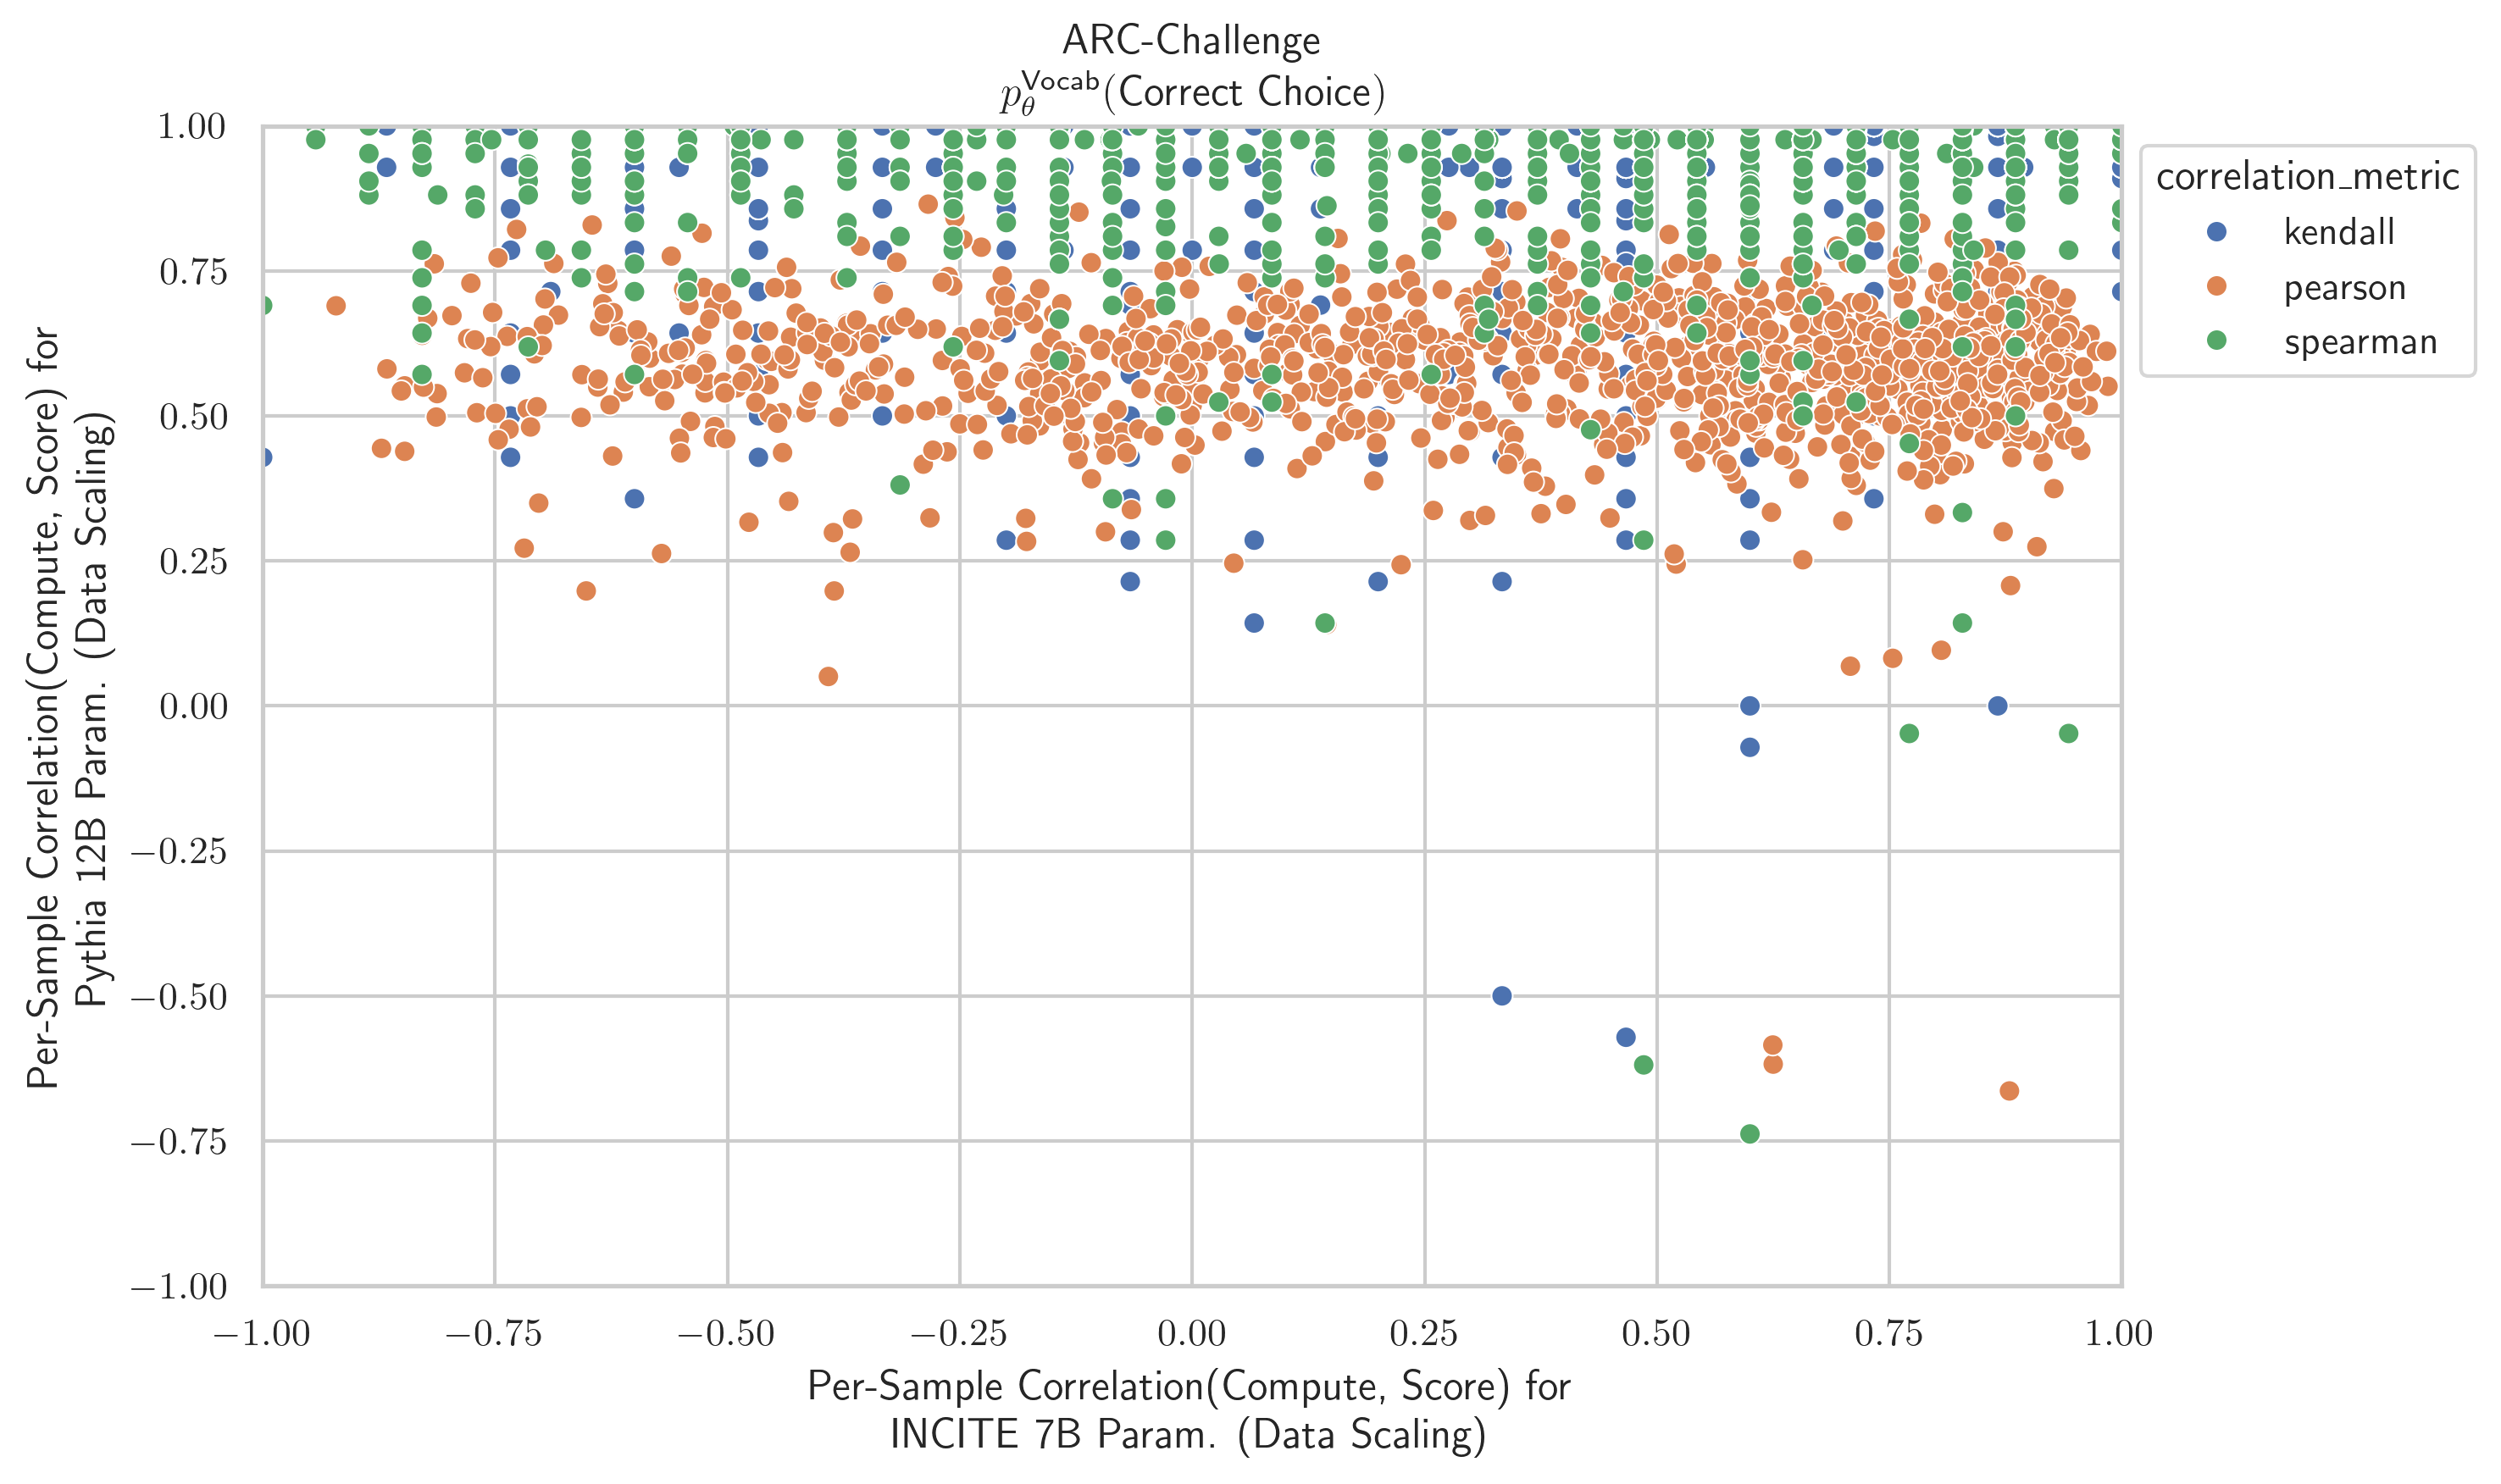 ARC-Challenge
p_θ^Vocab(Correct Choice)
1.00
0.75
0.50
0.25
0.00
−0.25
−0.50
−0.75
−1.00
Per-Sample Correlation(Compute, Score) for
Pythia 12B Param. (Data Scaling)
correlation_metric
kendall
pearson
spearman
−1.00 −0.75 −0.50 −0.25 0.00 0.25 0.50 0.75 1.00
Per-Sample Correlation(Compute, Score) for
INCITE 7B Param. (Data Scaling)